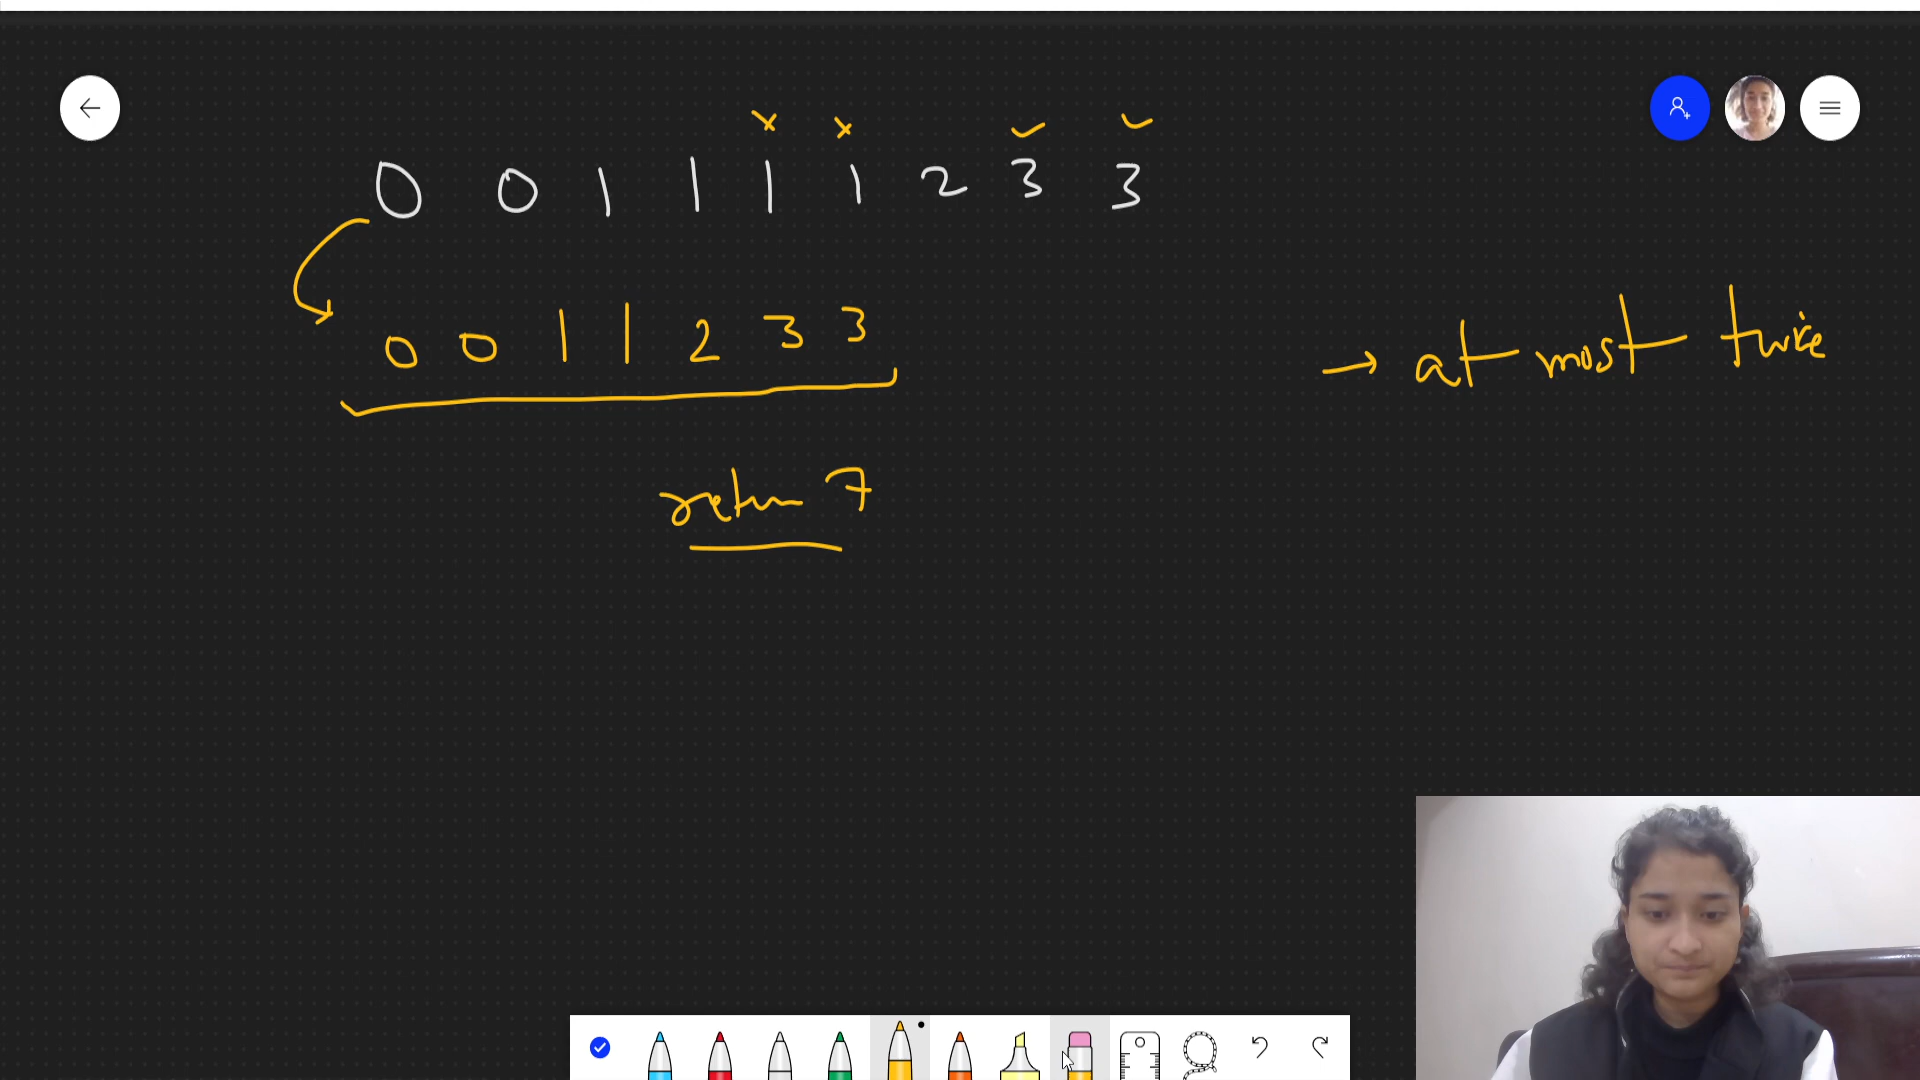 x x ✓ ✓
0 0 1 1 1 1 2 3 3
0 0 1 1 2 3 3
→ at most twice
return 7